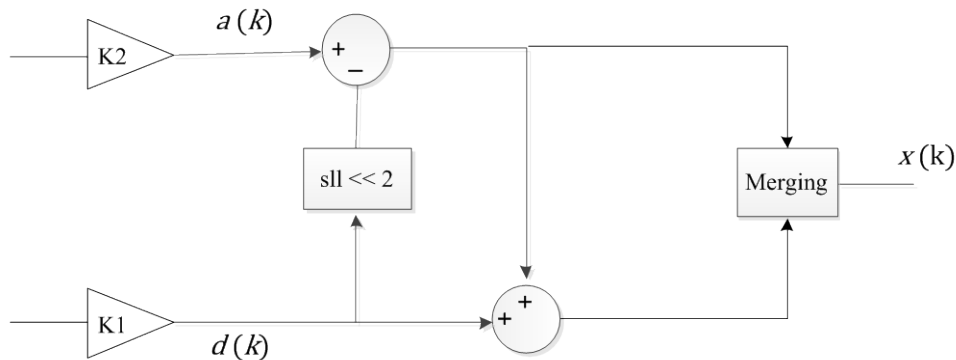 a (k)
K2
+
−
sll << 2
Merging
x (k)
K1
+
+
d (k)